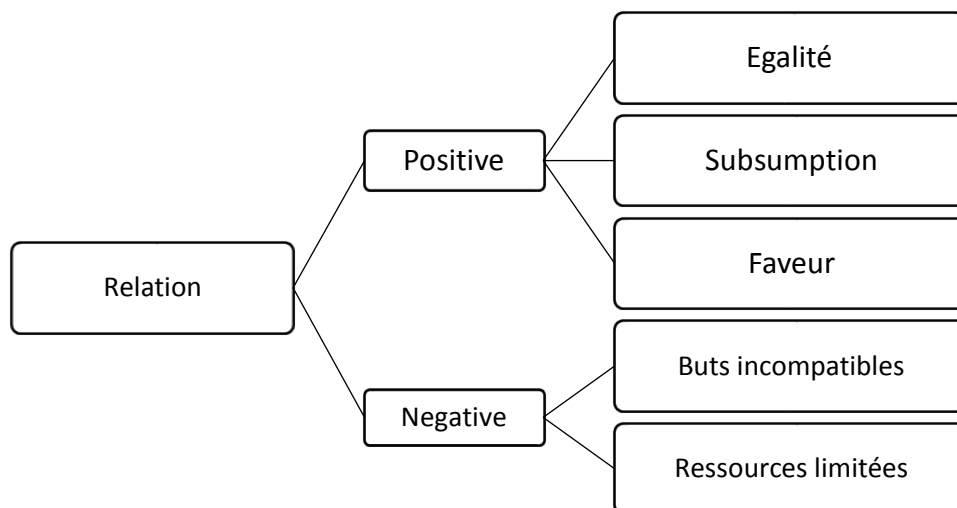 Relation
Positive
Egalité
Subsumption
Faveur
Negative
Buts incompatibles
Ressources limitées